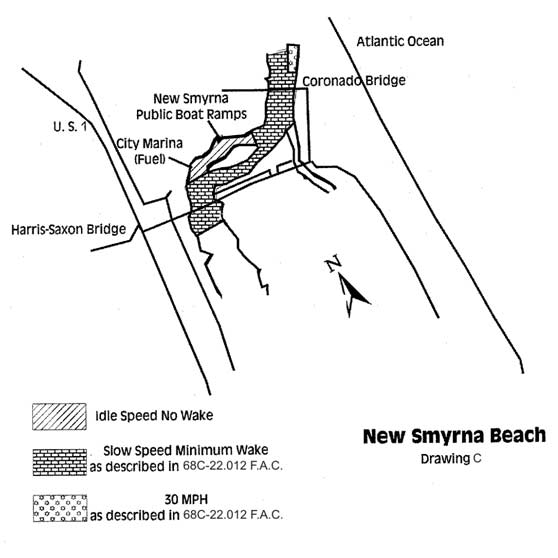 Atlantic Ocean
Coronado Bridge
New Smyrna
Public Boat Ramps
U. S. 1
City Marina
(Fuel)
Harris-Saxon Bridge
N
Idle Speed No Wake
New Smyrna Beach
Drawing C
Slow Speed Minimum Wake
as described in 68C-22.012 F.A.C.
30 MPH
as described in 68C-22.012 F.A.C.